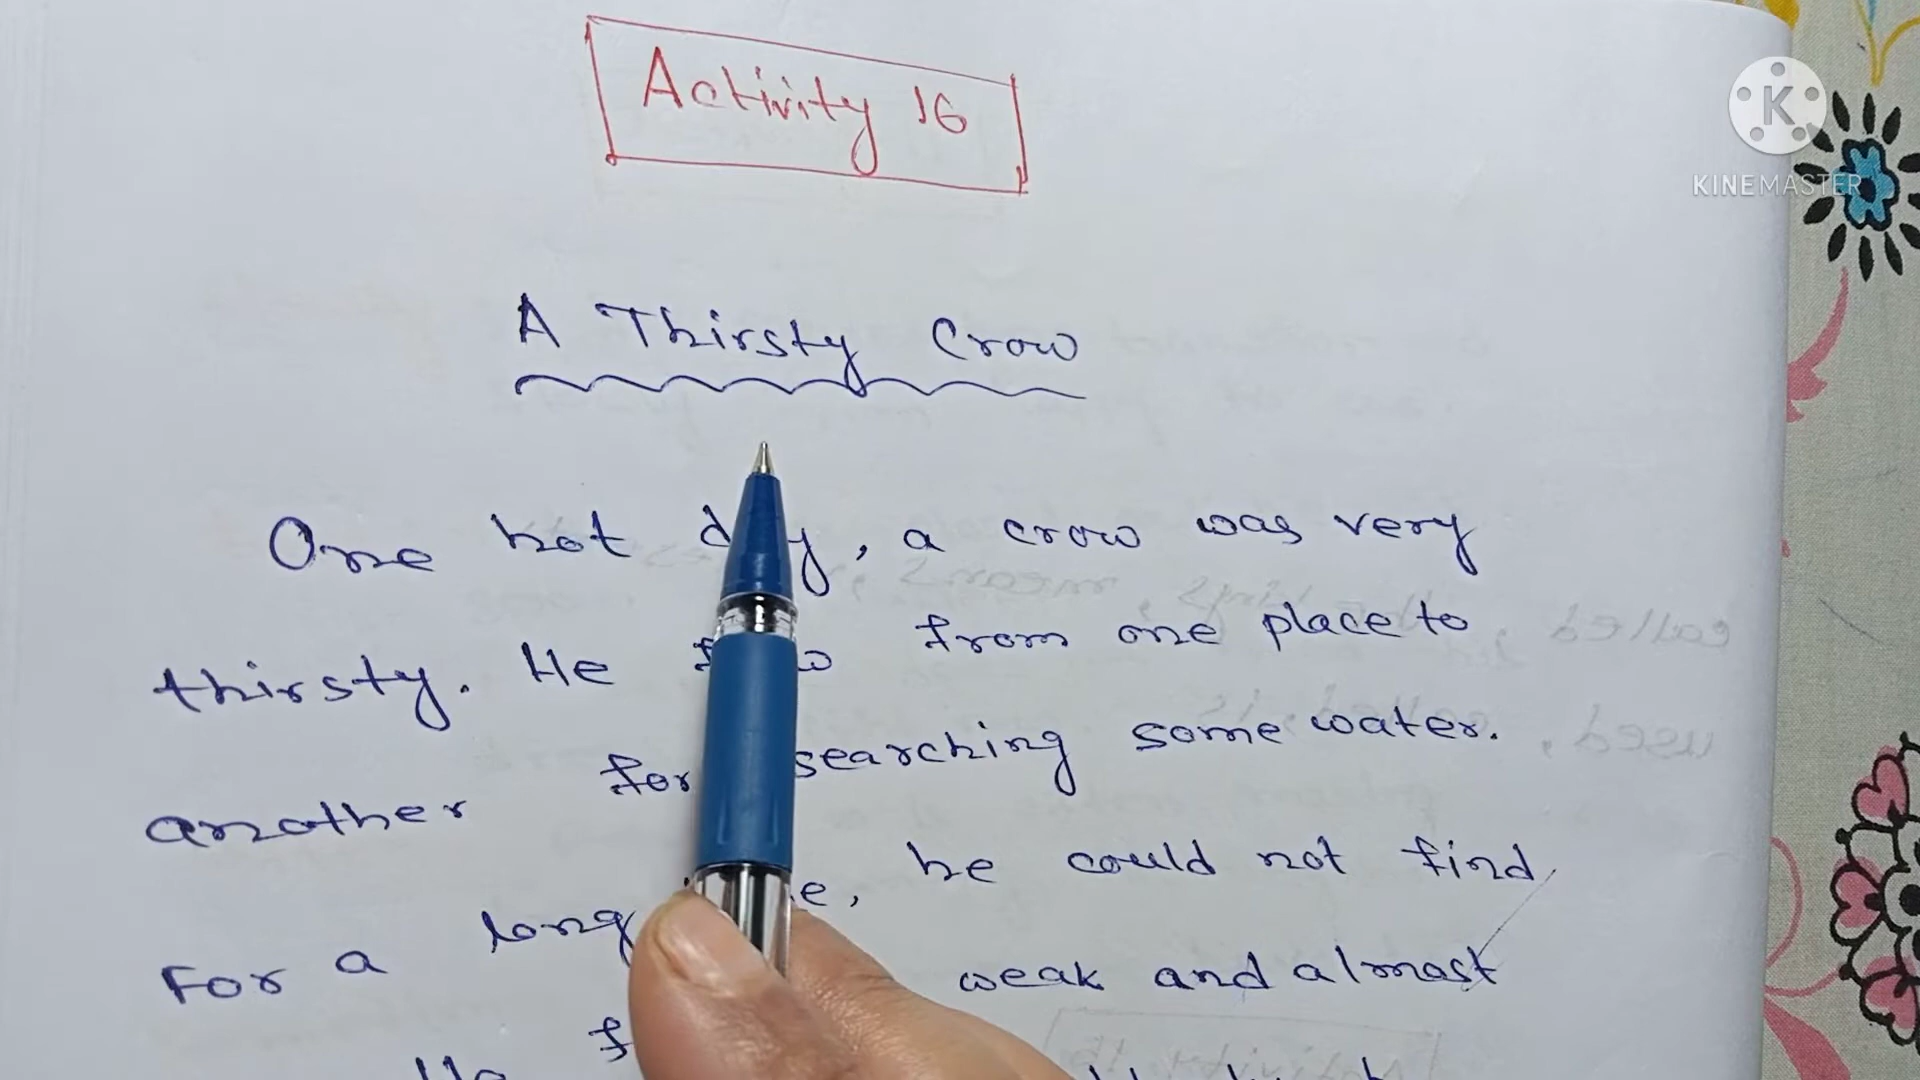 Activity 16
K
KINEMASTER
A Thirsty Crow
One hot y, a crow was very
thirsty. He from one place to
another for searching some water.
For a long , he could not find
weak and almost